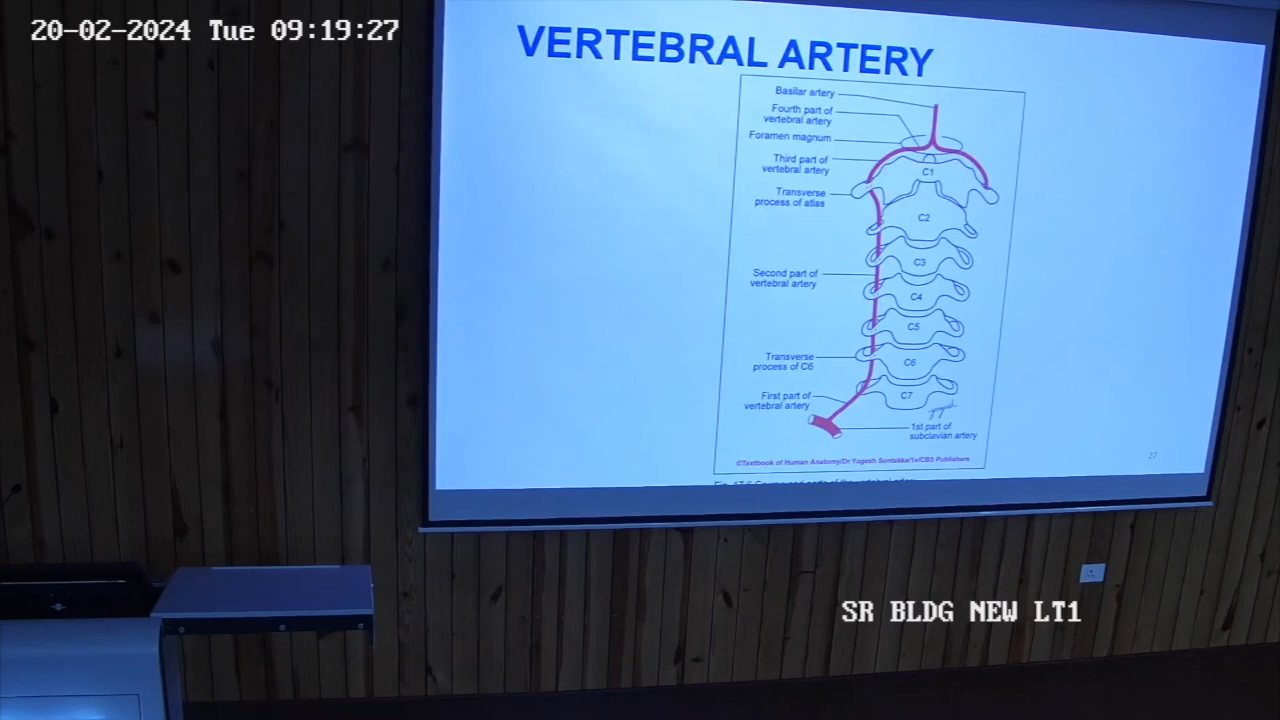 20-02-2024 Tue 09:19:27
VERTEBRAL ARTERY
Basilar artery
Fourth part of
vertebral artery
Foramen magnum
Third part of
vertebral artery
C1
Transverse
process of atlas
C2
C3
Second part of
vertebral artery
C4
C5
Transverse
process of C6
C6
First part of
vertebral artery
C7
yogesh
1st part of
subclavian artery
©Textbook of Human Anatomy/Dr Yogesh Sontakke/1e/CBS Publishers
27
SR BLDG NEW LT1